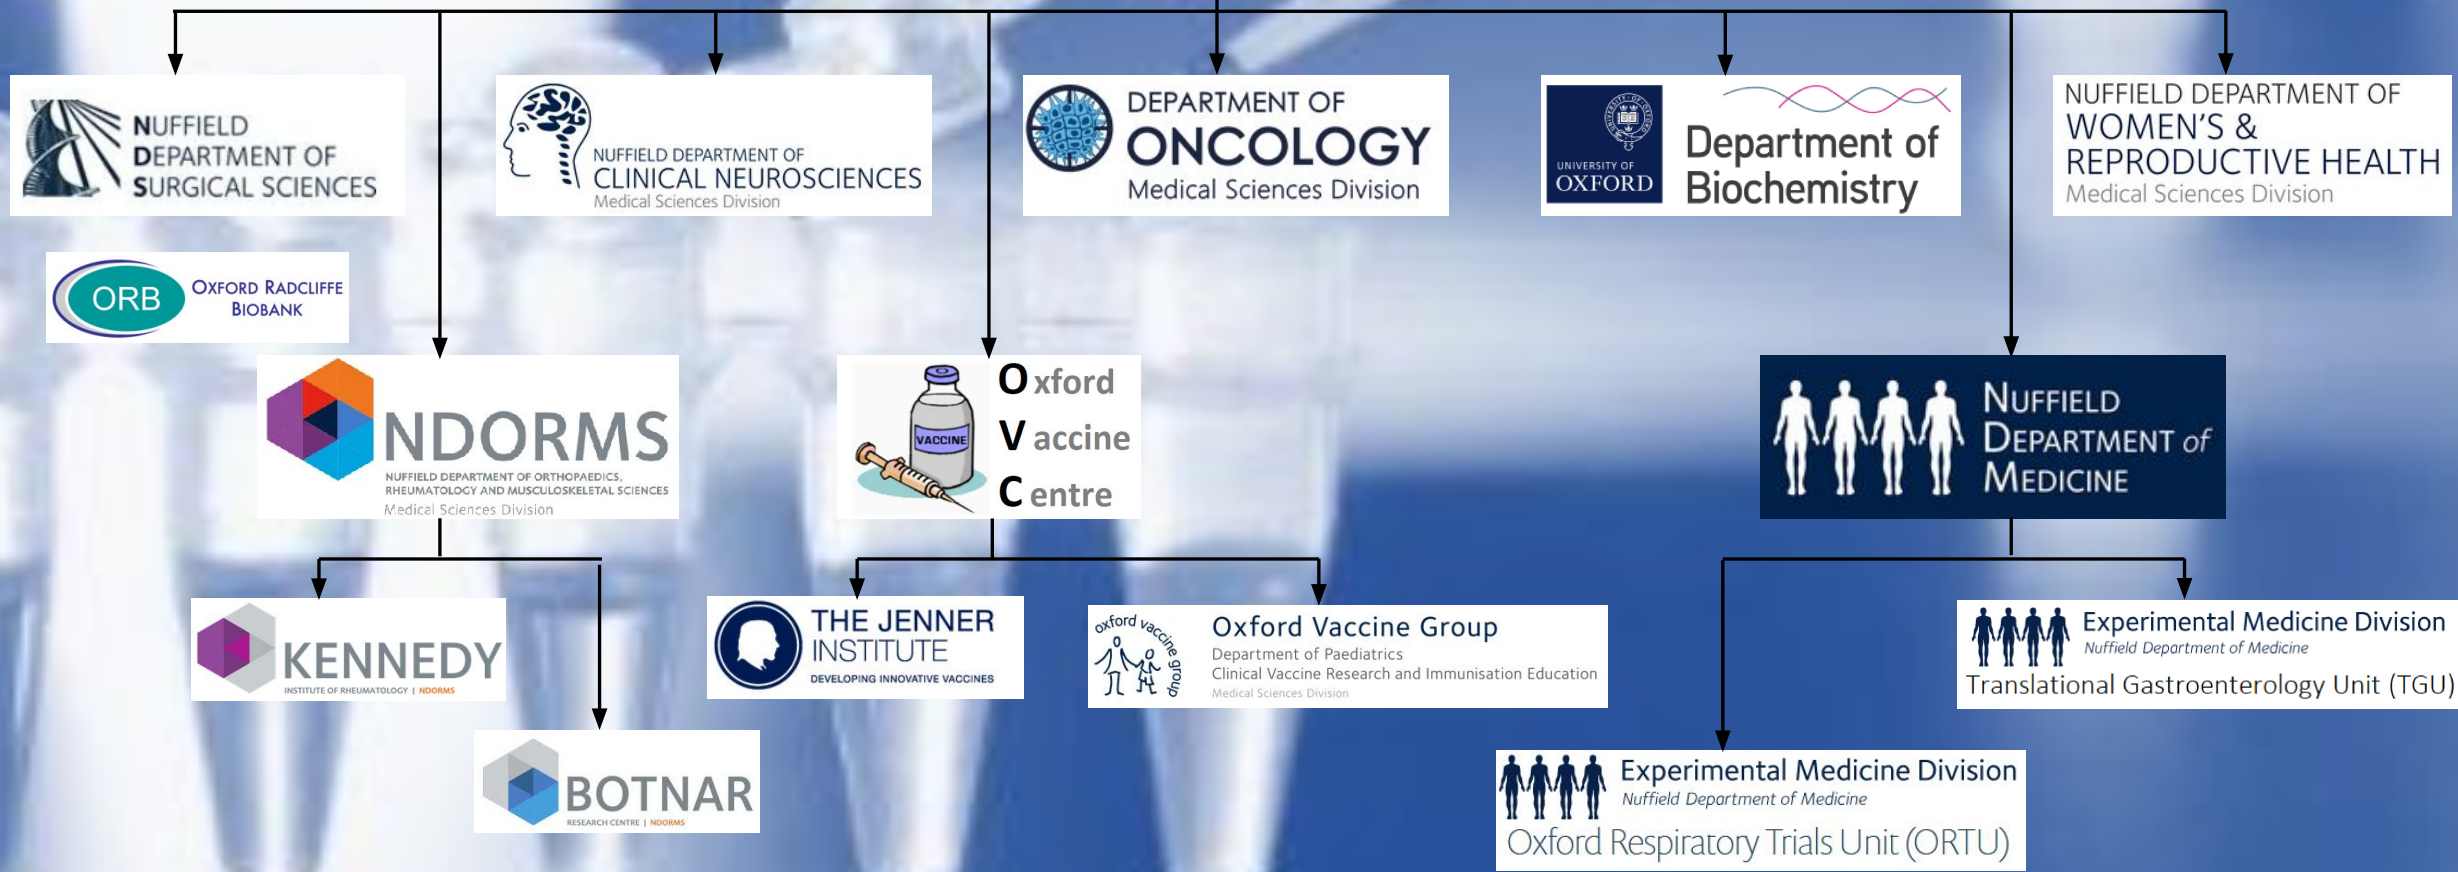 NUFFIELD
DEPARTMENT OF
SURGICAL SCIENCES
NUFFIELD DEPARTMENT OF
CLINICAL NEUROSCIENCES
Medical Sciences Division
DEPARTMENT OF
ONCOLOGY
Medical Sciences Division
UNIVERSITY OF
OXFORD
Department of
Biochemistry
NUFFIELD DEPARTMENT OF
WOMEN'S &
REPRODUCTIVE HEALTH
Medical Sciences Division
ORB
OXFORD RADCLIFFE
BIOBANK
NDORMS
NUFFIELD DEPARTMENT OF ORTHOPAEDICS,
RHEUMATOLOGY AND MUSCULOSKELETAL SCIENCES
Medical Sciences Division
VACCINE
Oxford
Vaccine
Centre
NUFFIELD
DEPARTMENT of
MEDICINE
KENNEDY
INSTITUTE OF RHEUMATOLOGY | NDORMS
BOTNAR
RESEARCH CENTRE | NDORMS
THE JENNER
INSTITUTE
DEVELOPING INNOVATIVE VACCINES
oxford vaccine group
Oxford Vaccine Group
Department of Paediatrics
Clinical Vaccine Research and Immunisation Education
Medical Sciences Division
Experimental Medicine Division
Nuffield Department of Medicine
Translational Gastroenterology Unit (TGU)
Experimental Medicine Division
Nuffield Department of Medicine
Oxford Respiratory Trials Unit (ORTU)